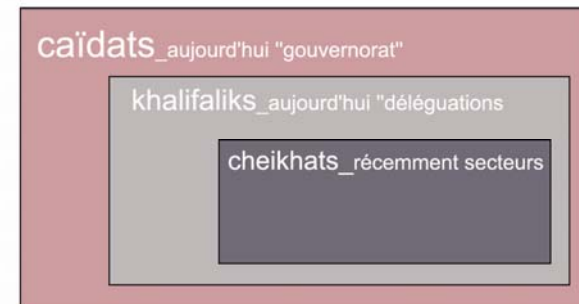 caïdats_aujourd'hui "gouvernorat"
khalifaliks_aujourd'hui "déléguations
cheikhats_récemment secteurs